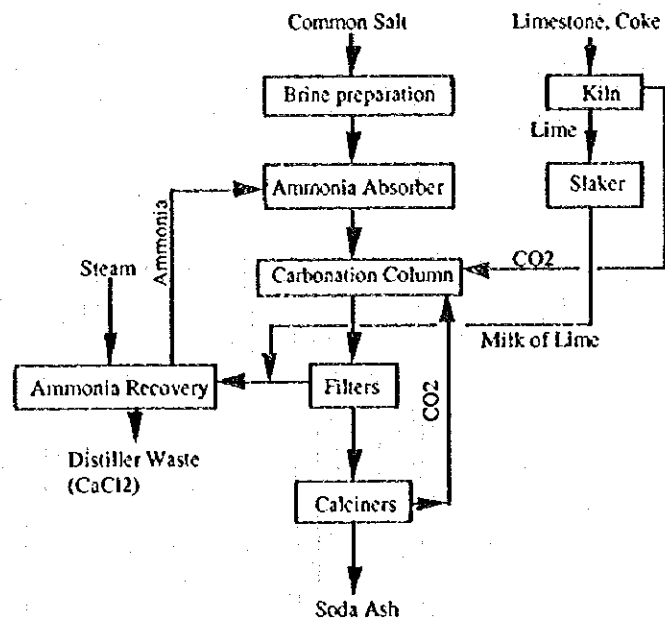 Common Salt
Limestone, Coke
Brine preparation
Kiln
Lime
Ammonia Absorber
Slaker
Ammonia
Steam
CO2
Carbonation Column
Milk of Lime
Ammonia Recovery
Filters
CO2
Distiller Waste
(CaCl2)
Calciners
Soda Ash